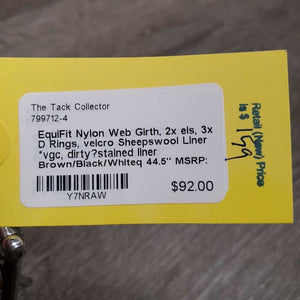 The Tack Collector
799712-4
EquiFit Nylon Web Girth, 2x els, 3x
D Rings, velcro Sheepswool Liner
*vgc, dirty?stained liner
Brown/Black/Whiteq 44.5" MSRP:
$92.00
Y7NRAW
Retail (New) Price
is $ 159